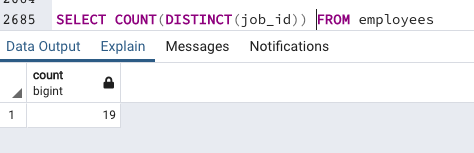 2685 SELECT COUNT(DISTINCT(job_id)) FROM employees
Data Output Explain Messages Notifications
count
bigint
1 19